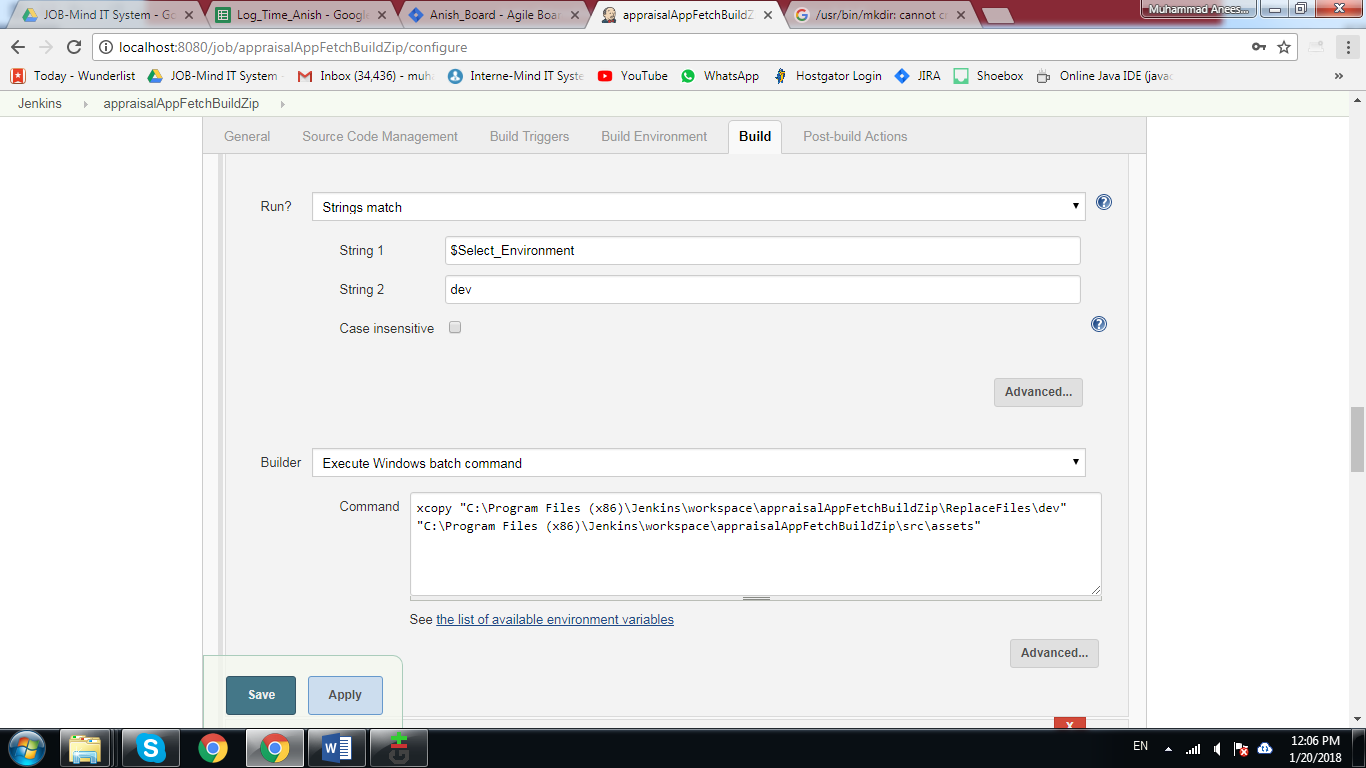 JOB-Mind IT System - Go
Log_Time_Anish - Google
Anish_Board - Agile Boar
appraisalAppFetchBuildZ
/usr/bin/mkdir: cannot c
Muhammad Anees...
localhost:8080/job/appraisalAppFetchBuildZip/configure
Today - Wunderlist
JOB-Mind IT System
Inbox (34,436) - muh
Interne-Mind IT Syste
YouTube
WhatsApp
Hostgator Login
JIRA
Shoebox
Online Java IDE (javac
»
Jenkins
appraisalAppFetchBuildZip
General
Source Code Management
Build Triggers
Build Environment
Build
Post-build Actions
Run?
Strings match
String 1
$Select_Environment
String 2
dev
Case insensitive
Advanced...
Builder
Execute Windows batch command
Command
xcopy "C:\Program Files (x86)\Jenkins\workspace\appraisalAppFetchBuildZip\ReplaceFiles\dev"
"C:\Program Files (x86)\Jenkins\workspace\appraisalAppFetchBuildZip\src\assets"
See the list of available environment variables
Advanced...
Save
Apply
X
EN
12:06 PM
1/20/2018